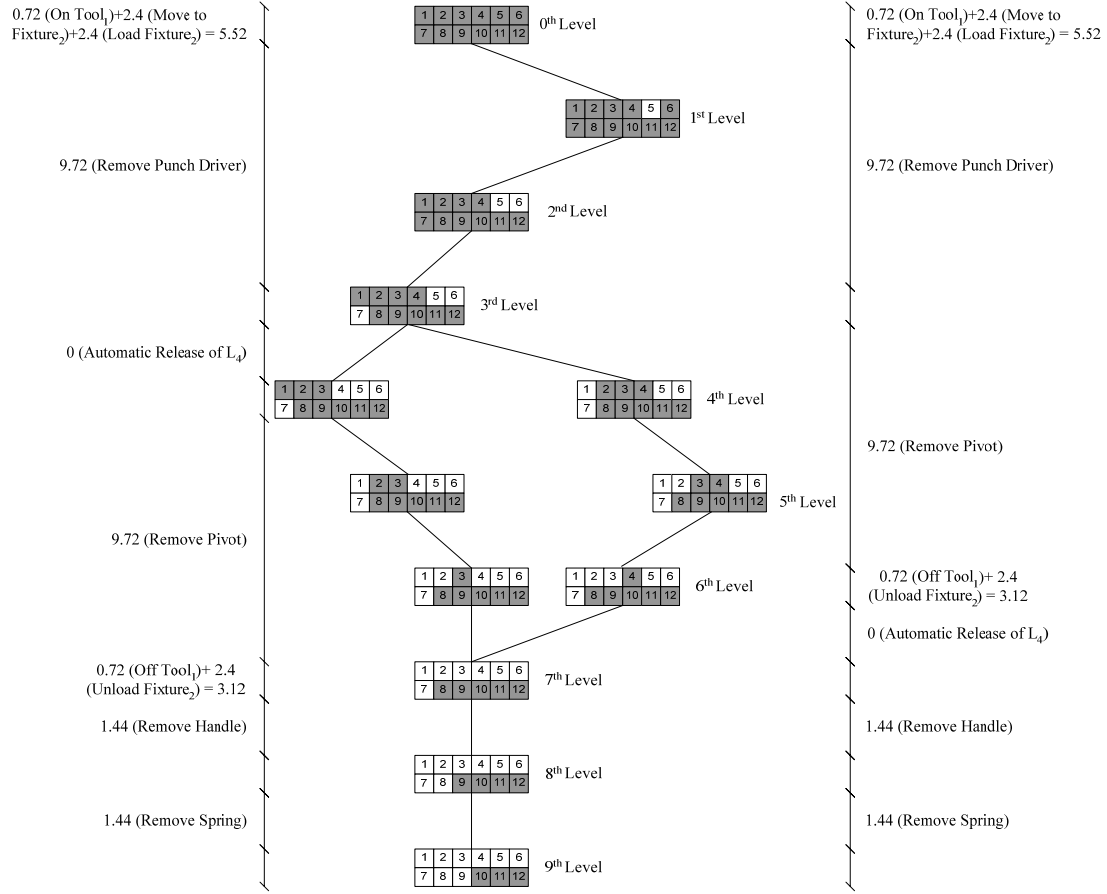 0.72 (On Tool1)+2.4 (Move to
Fixture2)+2.4 (Load Fixture2) = 5.52
1 2 3 4 5 6
7 8 9 10 11 12
0th Level
0.72 (On Tool1)+2.4 (Move to
Fixture2)+2.4 (Load Fixture2) = 5.52
1 2 3 4 5 6
7 8 9 10 11 12
1st Level
9.72 (Remove Punch Driver)
9.72 (Remove Punch Driver)
1 2 3 4 5 6
7 8 9 10 11 12
2nd Level
1 2 3 4 5 6
7 8 9 10 11 12
3rd Level
0 (Automatic Release of L4)
1 2 3 4 5 6
7 8 9 10 11 12
1 2 3 4 5 6
7 8 9 10 11 12
4th Level
9.72 (Remove Pivot)
1 2 3 4 5 6
7 8 9 10 11 12
1 2 3 4 5 6
7 8 9 10 11 12
5th Level
9.72 (Remove Pivot)
1 2 3 4 5 6
7 8 9 10 11 12
1 2 3 4 5 6
7 8 9 10 11 12
6th Level
0.72 (Off Tool1)+ 2.4
(Unload Fixture2) = 3.12
0 (Automatic Release of L4)
0.72 (Off Tool1)+ 2.4
(Unload Fixture2) = 3.12
1 2 3 4 5 6
7 8 9 10 11 12
7th Level
1.44 (Remove Handle)
1.44 (Remove Handle)
1 2 3 4 5 6
7 8 9 10 11 12
8th Level
1.44 (Remove Spring)
1.44 (Remove Spring)
1 2 3 4 5 6
7 8 9 10 11 12
9th Level